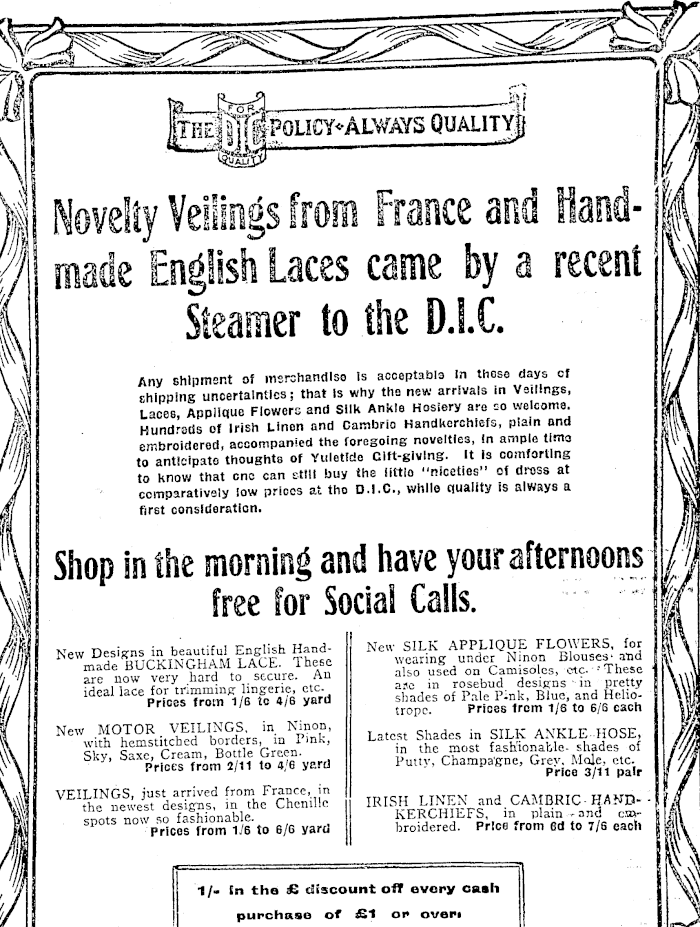 THE FOR DIC QUALITY POLICY ALWAYS QUALITY
Novelty Veilings from France and Hand-
made English Laces came by a recent
Steamer to the D.I.C.
Any shipment of merchandise is acceptable in these days of
shipping uncertainties; that is why the new arrivals in Veilings,
Laces, Applique Flowers and Silk Ankle Hosiery are so welcome.
Hundreds of Irish Linen and Cambric Handkerchiefs, plain and
embroidered, accompanied the foregoing novelties, in ample time
to anticipate thoughts of Yuletide Gift-giving. It is comforting
to know that one can still buy the little "niceties" of dress at
comparatively low prices at the D.I.C., while quality is always a
first consideration.
Shop in the morning and have your afternoons
free for Social Calls.
New Designs in beautiful English Hand-
made BUCKINGHAM LACE. These
are now very hard to secure. An
ideal lace for trimming lingerie, etc.
Prices from 1/6 to 4/6 yard
New MOTOR VEILINGS, in Ninon,
with hemstitched borders, in Pink,
Sky, Saxe, Cream, Bottle Green.
Prices from 2/11 to 4/6 yard
VEILINGS, just arrived from France, in
the newest designs, in the Chenille
spots now so fashionable.
Prices from 1/6 to 6/6 yard
New SILK APPLIQUE FLOWERS, for
wearing under Ninon Blouses and
also used on Camisoles, etc. These
are in rosebud designs in pretty
shades of Pale Pink, Blue, and Helio-
trope. Prices from 1/6 to 6/6 each
Latest Shades in SILK ANKLE HOSE,
in the most fashionable shades of
Putty, Champagne, Grey, Mole, etc.
Price 3/11 pair
IRISH LINEN and CAMBRIC HAND-
KERCHIEFS, in plain and em-
broidered. Price from 6d to 7/6 each
1/- in the £ discount off every cash
purchase of £1 or over.